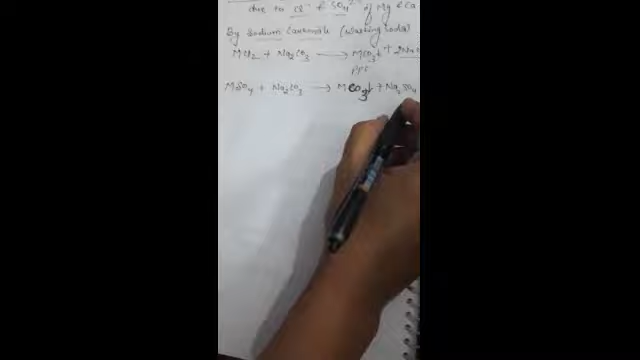 due to Cl⁻ & SO₄²⁻ of Mg & Ca
By Sodium Carbonate (Washing Soda)
MCl₂ + Na₂CO₃ → MCO₃↓ +
ppt
MSO₄ + Na₂CO₃ → MCO₃↓ + Na₂SO₄